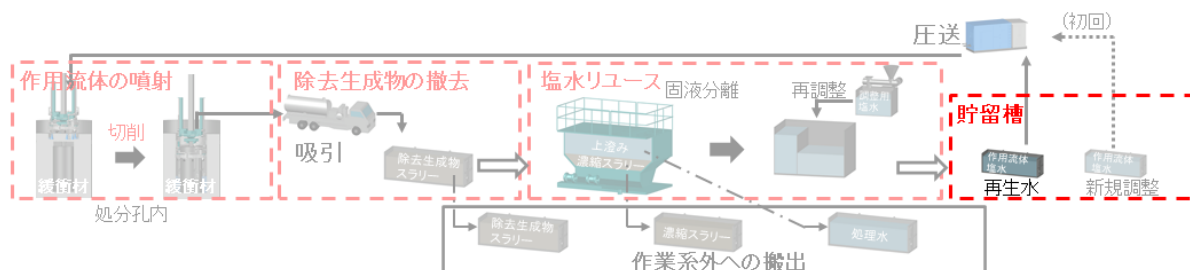 (初回)
圧送
作用流体の噴射
除去生成物の撤去
塩水リユース
固液分離
再調整
調整用
塩水
貯留槽
切削
吸引
上澄み
濃縮スラリー
除去生成物
スラリー
作用流体
塩水
作用流体
塩水
緩衝材
緩衝材
再生水
新規調整
処分孔内
除去生成物
スラリー
濃縮スラリー
処理水
作業系外への搬出